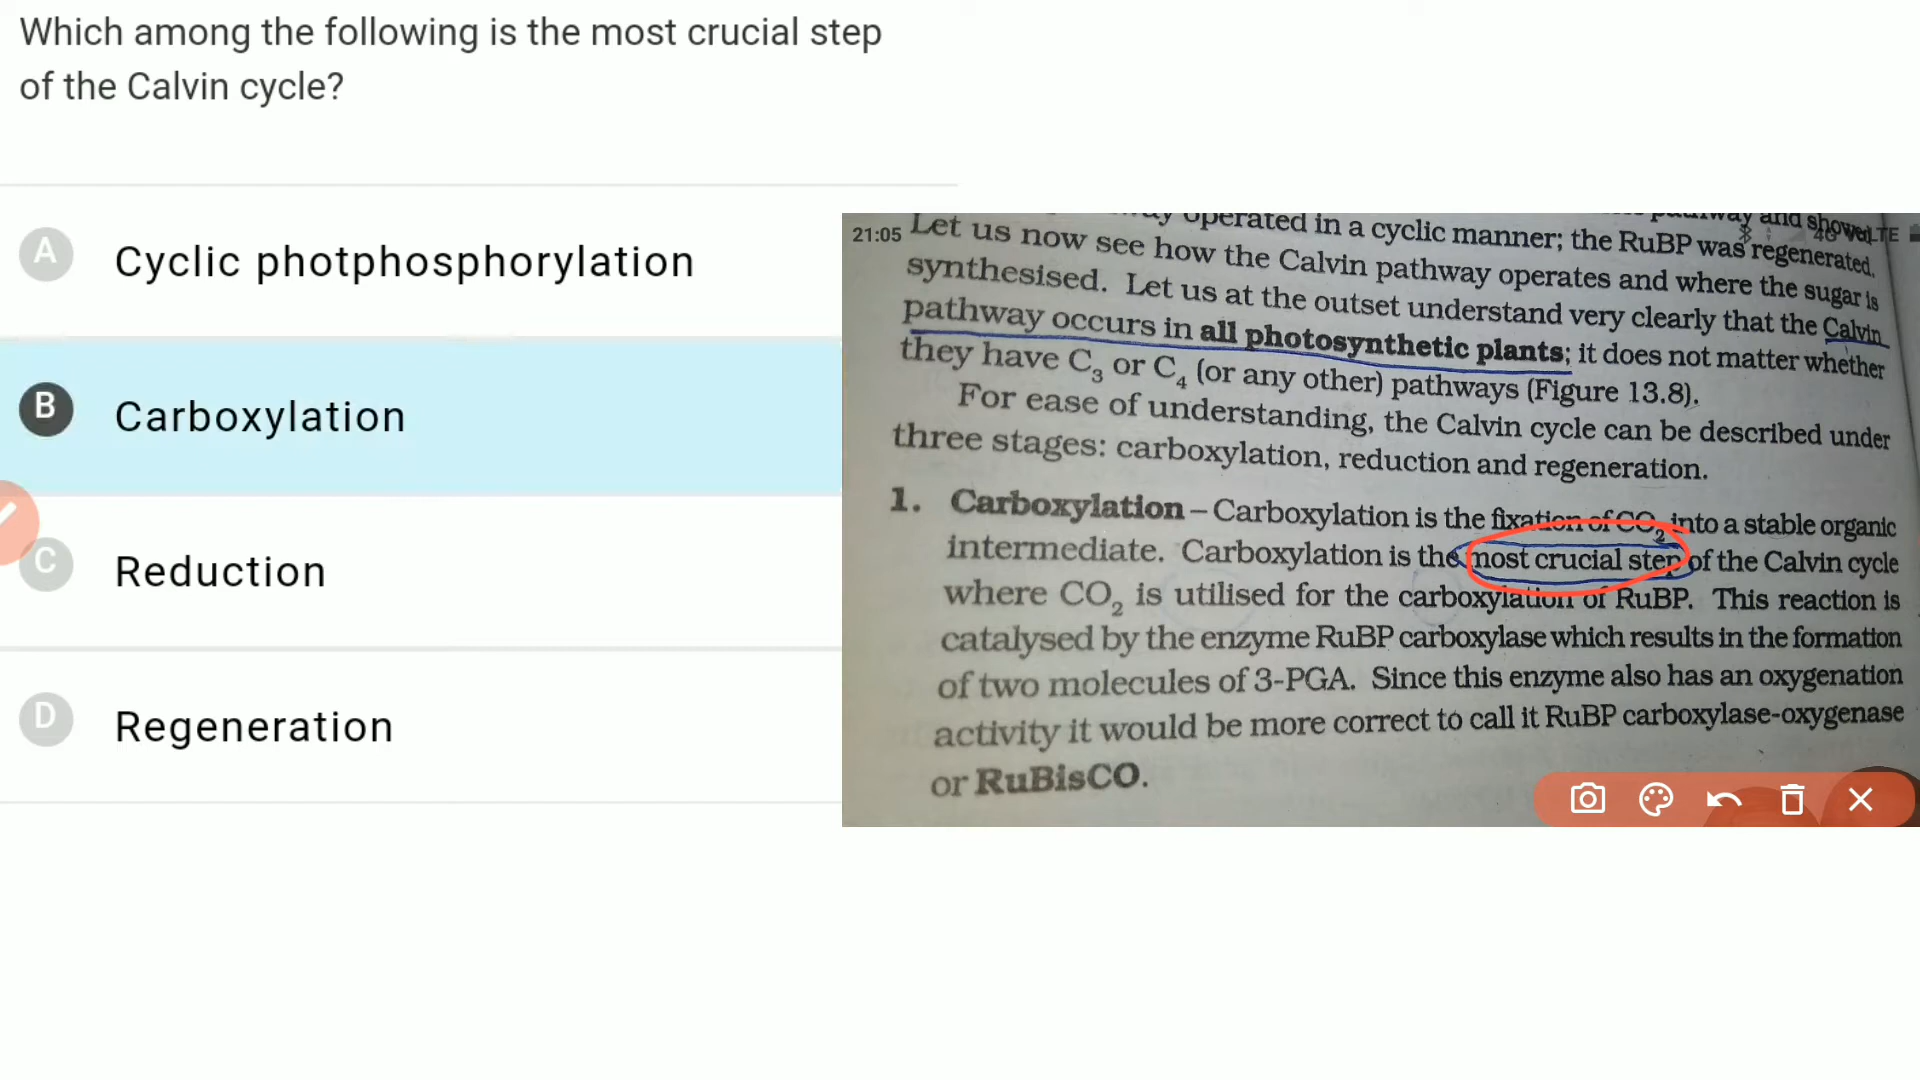 Which among the following is the most crucial step
of the Calvin cycle?
A Cyclic photphosphorylation
B Carboxylation
C Reduction
D Regeneration
21:05
operated in a cyclic manner; the RuBP was regenerated.
Let us now see how the Calvin pathway operates and where the sugar is
synthesised. Let us at the outset understand very clearly that the Calvin
pathway occurs in all photosynthetic plants; it does not matter whether
they have C₃ or C₄ (or any other) pathways (Figure 13.8).
For ease of understanding, the Calvin cycle can be described under
three stages: carboxylation, reduction and regeneration.
1. Carboxylation – Carboxylation is the fixation of CO₂ into a stable organic
intermediate. Carboxylation is the most crucial step of the Calvin cycle
where CO₂ is utilised for the carboxylation of RuBP. This reaction is
catalysed by the enzyme RuBP carboxylase which results in the formation
of two molecules of 3-PGA. Since this enzyme also has an oxygenation
activity it would be more correct to call it RuBP carboxylase-oxygenase
or RuBisCO.